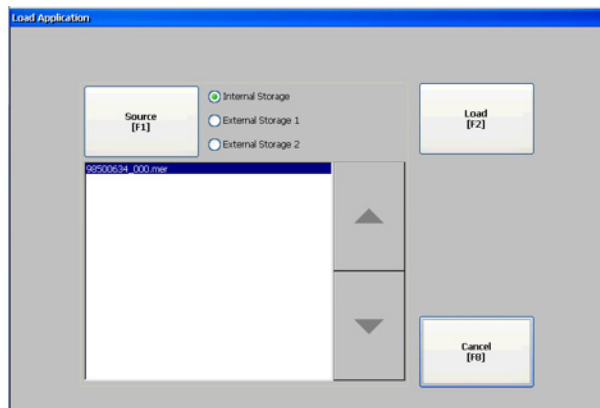 Load Application
Source
[F1]
Internal Storage
External Storage 1
External Storage 2
Load
[F2]
98500634_000.mer
Cancel
[F8]